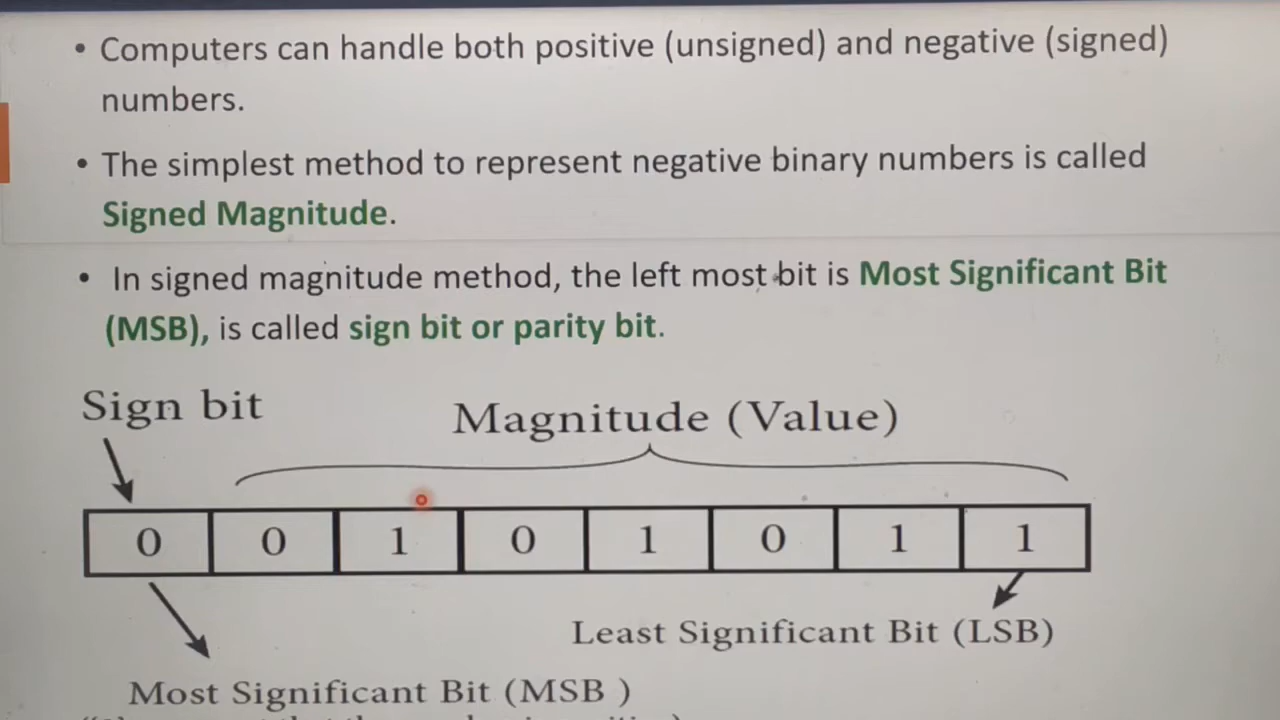 • Computers can handle both positive (unsigned) and negative (signed)
numbers.
• The simplest method to represent negative binary numbers is called
Signed Magnitude.
• In signed magnitude method, the left most bit is Most Significant Bit
(MSB), is called sign bit or parity bit.
Sign bit
Magnitude (Value)
0 0 1 0 1 0 1 1
Least Significant Bit (LSB)
Most Significant Bit (MSB )